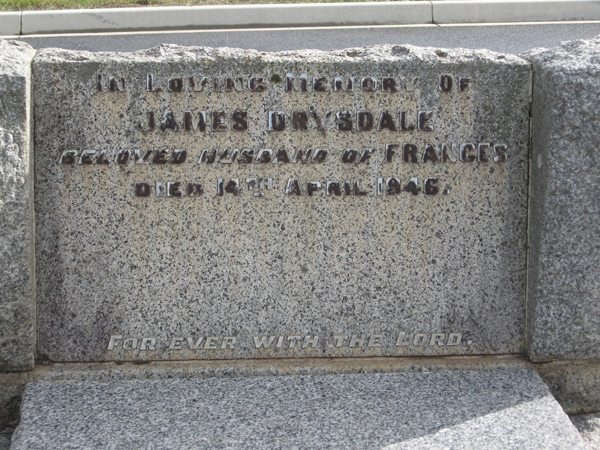 IN LOVING MEMORY OF
JAMES DRYSDALE
BELOVED HUSBAND OF FRANCES
DIED 14TH APRIL 1946.
FOR EVER WITH THE LORD.